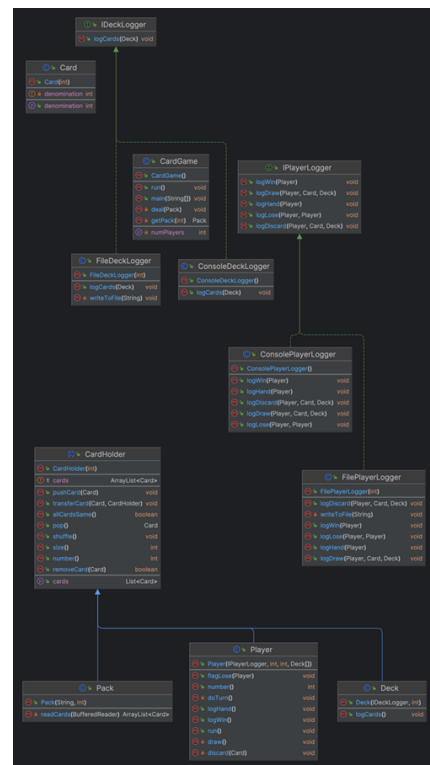 IDeckLogger
logCards(Deck) void
Card
Card(int)
denomination int
denomination int
CardGame
CardGame()
run() void
main(String[]) void
deal(Pack) void
getPack(int) Pack
numPlayers int
IPlayerLogger
logWin(Player) void
logDraw(Player, Card, Deck) void
logHand(Player) void
logLose(Player, Player) void
logDiscard(Player, Card, Deck) void
FileDeckLogger
FileDeckLogger(int)
logCards(Deck) void
writeToFile(String) void
ConsoleDeckLogger
ConsoleDeckLogger()
logCards(Deck) void
ConsolePlayerLogger
ConsolePlayerLogger()
logWin(Player) void
logHand(Player) void
logDiscard(Player, Card, Deck) void
logDraw(Player, Card, Deck) void
logLose(Player, Player) void
CardHolder
CardHolder(int)
cards ArrayList<Card>
pushCard(Card) void
transferCard(Card, CardHolder) void
allCardsSame() boolean
pop() Card
shuffle() void
size() int
number() int
removeCard(Card) boolean
cards List<Card>
FilePlayerLogger
FilePlayerLogger(int)
logDiscard(Player, Card, Deck) void
writeToFile(String) void
logWin(Player) void
logLose(Player, Player) void
logHand(Player) void
logDraw(Player, Card, Deck) void
Pack
Pack(String, int)
readCards(BufferedReader) ArrayList<Card>
Player
Player(IPlayerLogger, int, int, Deck[])
flagLose(Player) void
number() int
doTurn() void
logHand() void
logWin() void
run() void
draw() void
discard(Card) void
Deck
Deck(IDeckLogger, int)
logCards() void